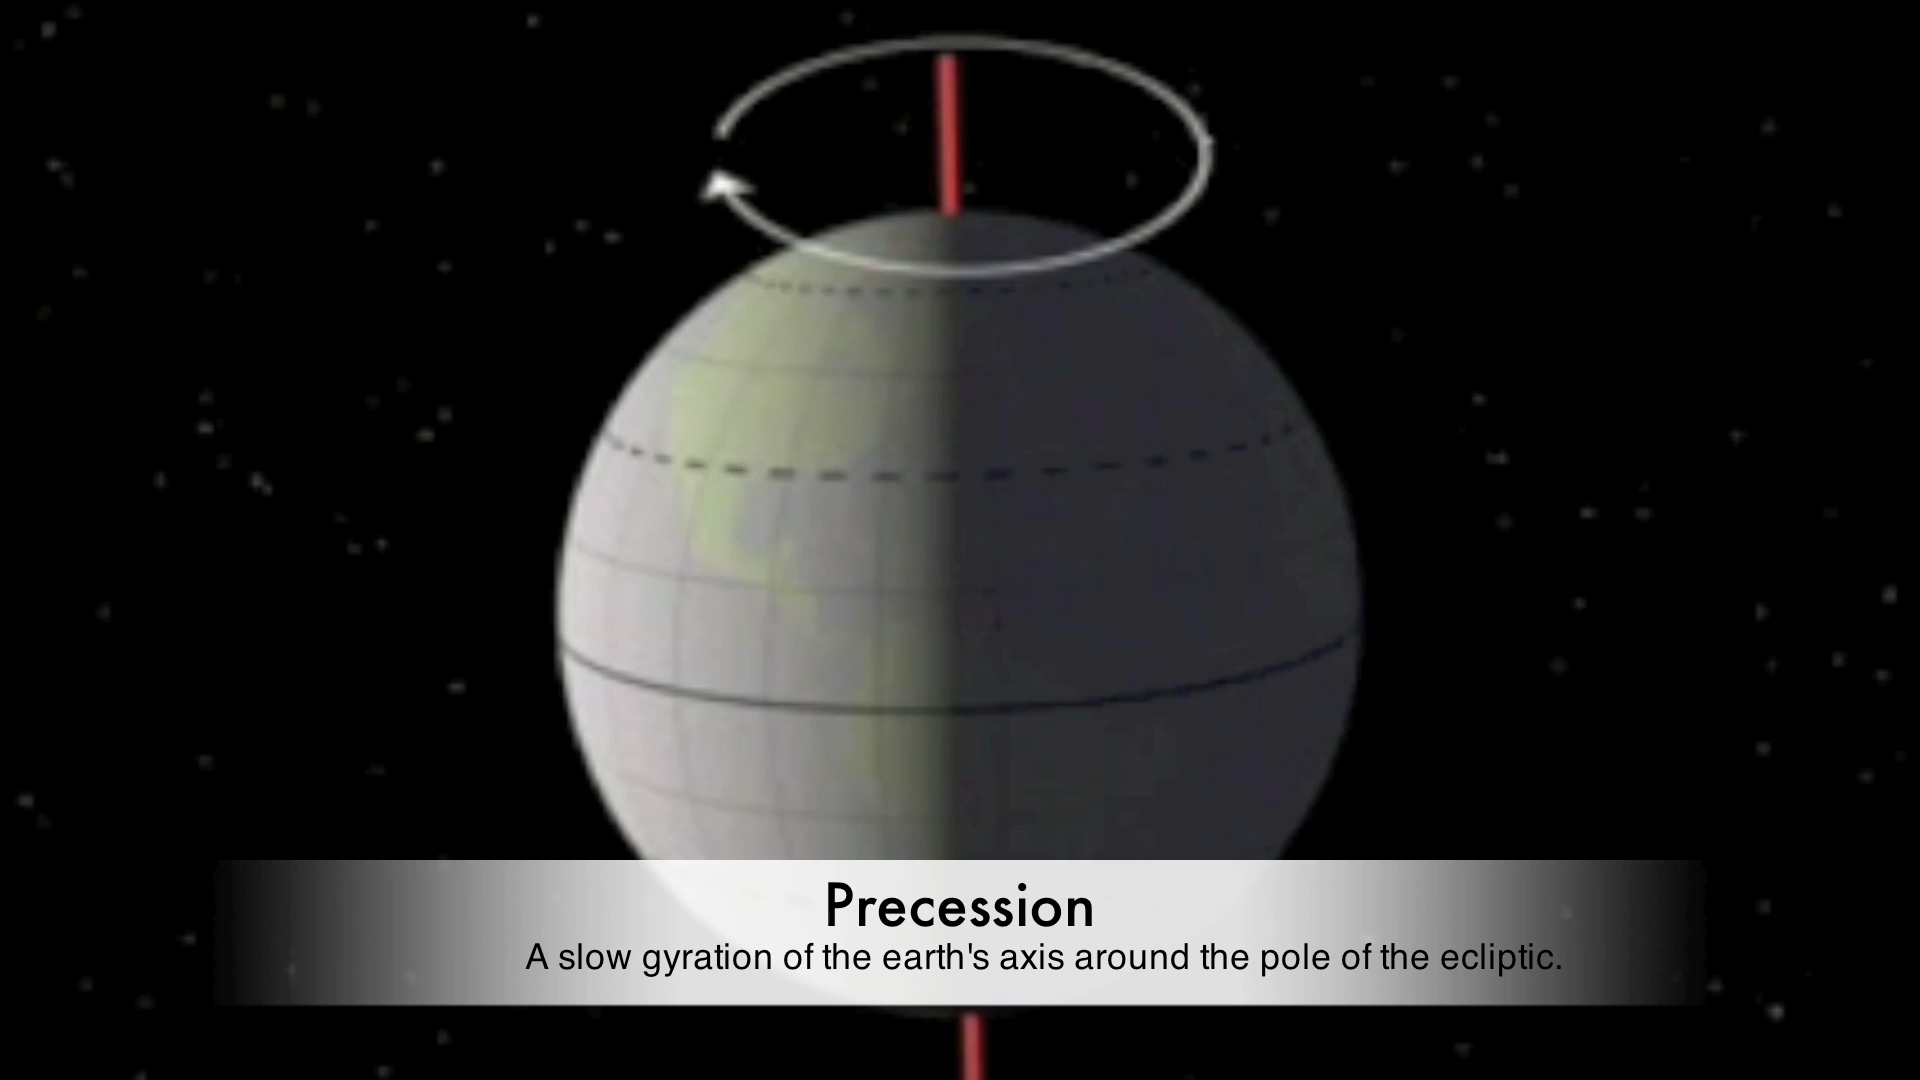 Precession
A slow gyration of the earth's axis around the pole of the ecliptic.